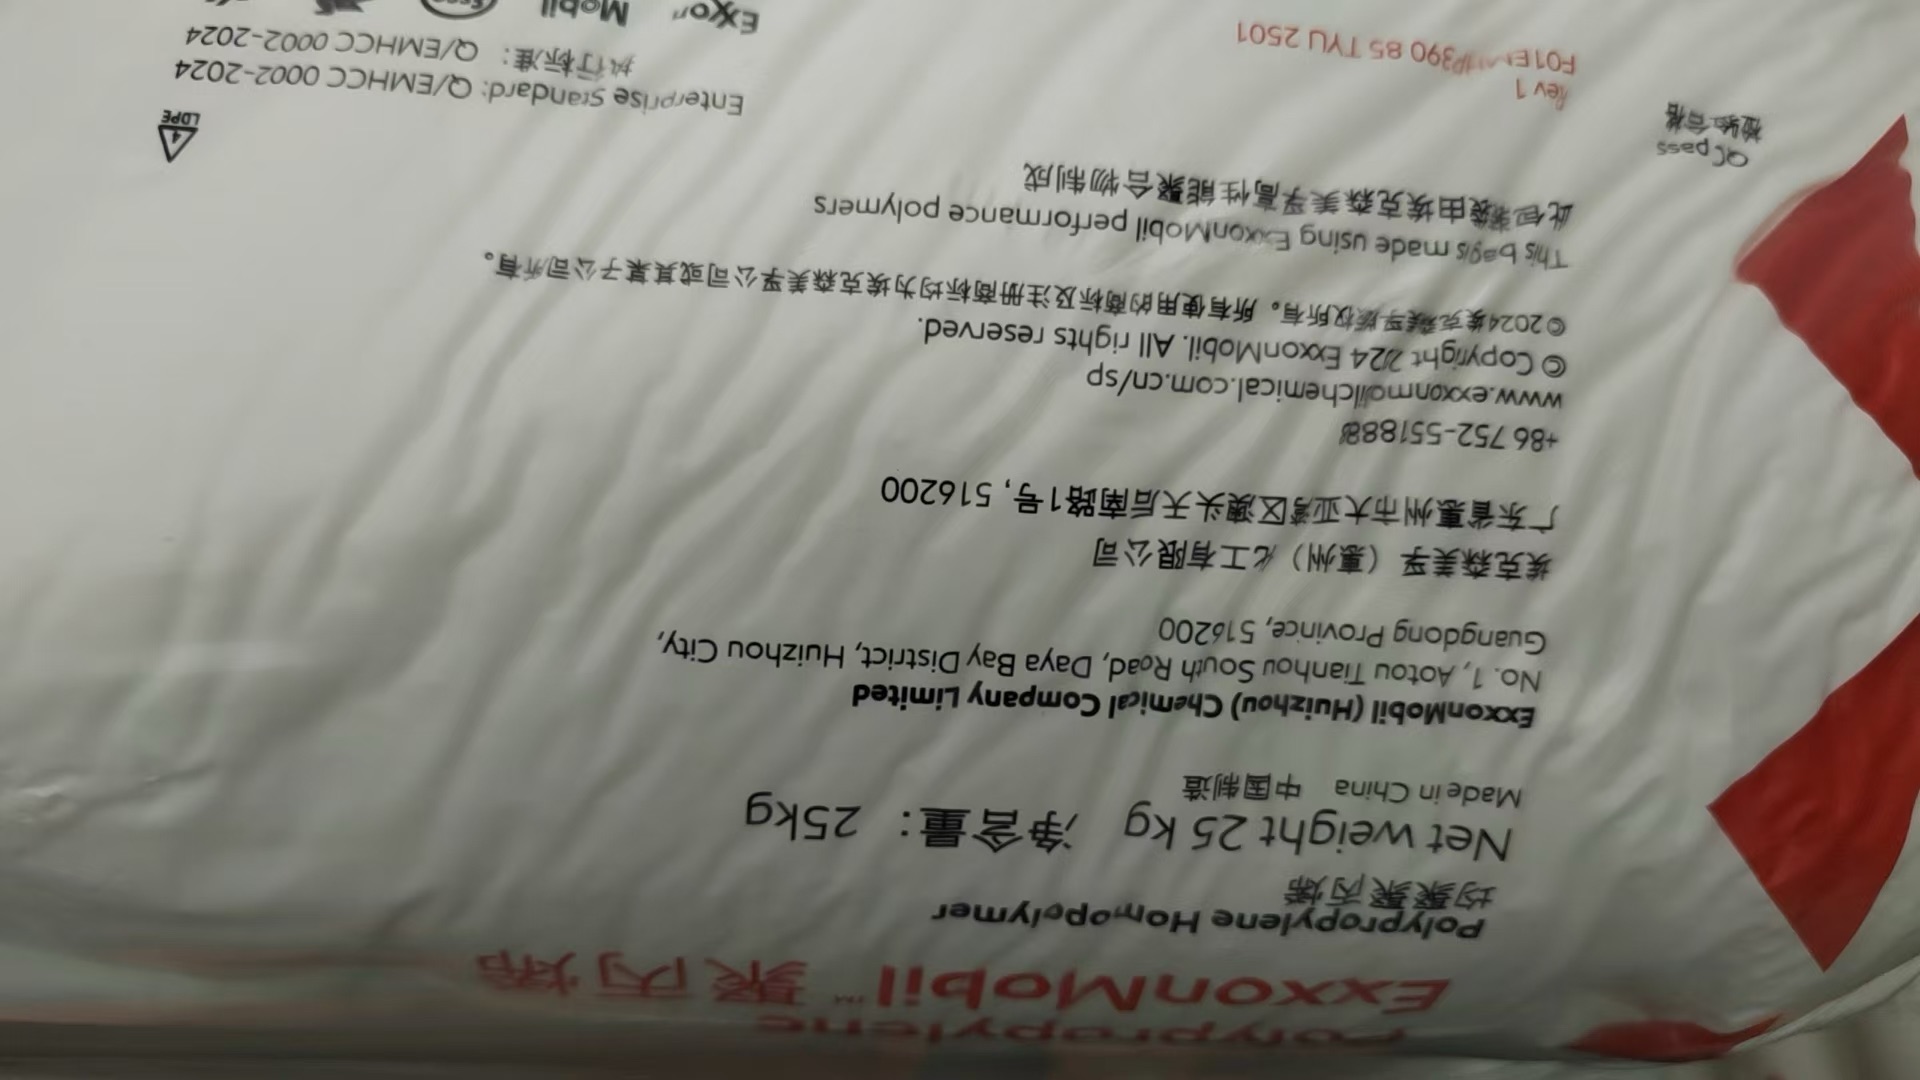 Polypropylene
ExxonMobil™ 聚丙烯
Polypropylene Homopolymer
均聚聚丙烯
Net weight 25 kg 净含量：25kg
Made in China 中国制造
ExxonMobil (Huizhou) Chemical Company Limited
No. 1, Aotou Tianhou South Road, Daya Bay District, Huizhou City,
Guangdong Province, 516200
埃克森美孚（惠州）化工有限公司
广东省惠州市大亚湾区澳头天后南路1号, 516200
+86 752-551888
www.exxonmobilchemical.com.cn/sp
© Copyright 2024 ExxonMobil. All rights reserved.
©2024埃克森美孚版权所有。所有使用的商标及注册商标均为埃克森美孚公司或其某子公司所有。
This bag is made using ExxonMobil performance polymers
此包装袋由埃克森美孚高性能聚合物制成
QC pass
检验合格
Rev 1
85 TYU 2501
4
LDPE
Enterprise Standard: Q/EMHCC 0002-2024
执行标准： Q/EMHCC 0002-2024
Exxon Mobil Esso